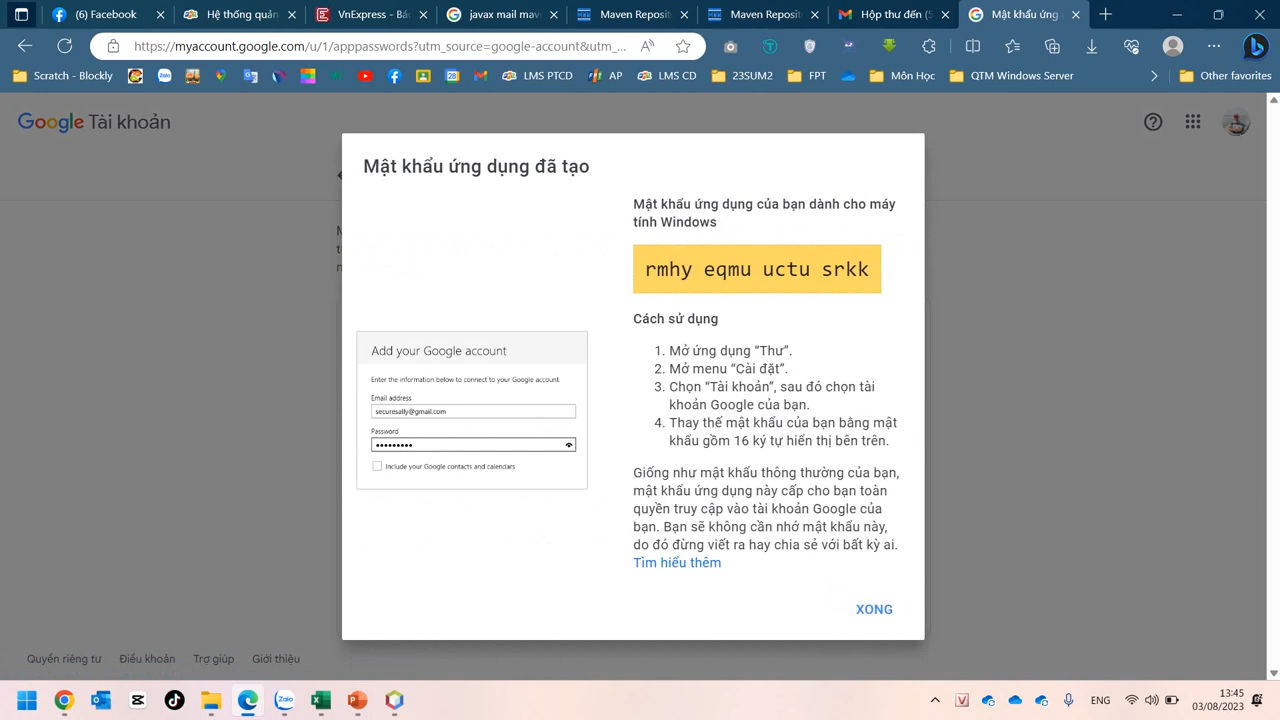 Facebook
Hệ thống quản
VnExpress - Bá
java mail mav
Maven Reposit
Maven Reposit
Hộp thư đến (5
Mật khẩu ứng
https://myaccount.google.com/u/1/apppasswords?utm_source=google-account&utm_...
Scratch - Blockly
LMS PTCD
AP
LMS CD
23SUM2
FPT
Môn Học
QTM Windows Server
Other favorites
Google Tài khoản
Mật khẩu ứng dụng đã tạo
Mật khẩu ứng dụng của bạn dành cho máy
tính Windows
rmhy eqmu uctu srkk
Cách sử dụng
1. Mở ứng dụng “Thư”.
2. Mở menu “Cài đặt”.
3. Chọn “Tài khoản”, sau đó chọn tài
khoản Google của bạn.
4. Thay thế mật khẩu của bạn bằng mật
khẩu gồm 16 ký tự hiển thị bên trên.
Giống như mật khẩu thông thường của bạn,
mật khẩu ứng dụng này cấp cho bạn toàn
quyền truy cập vào tài khoản Google của
bạn. Bạn sẽ không cần nhớ mật khẩu này,
do đó đừng viết ra hay chia sẻ với bất kỳ ai.
Tìm hiểu thêm
XONG
Add your Google account
Enter the information below to connect to your Google account.
Email address
securesally@gmail.com
Password
Include your Google contacts and calendars
Quyền riêng tư
Điều khoản
Trợ giúp
Giới thiệu
ENG
13:45
03/08/2023